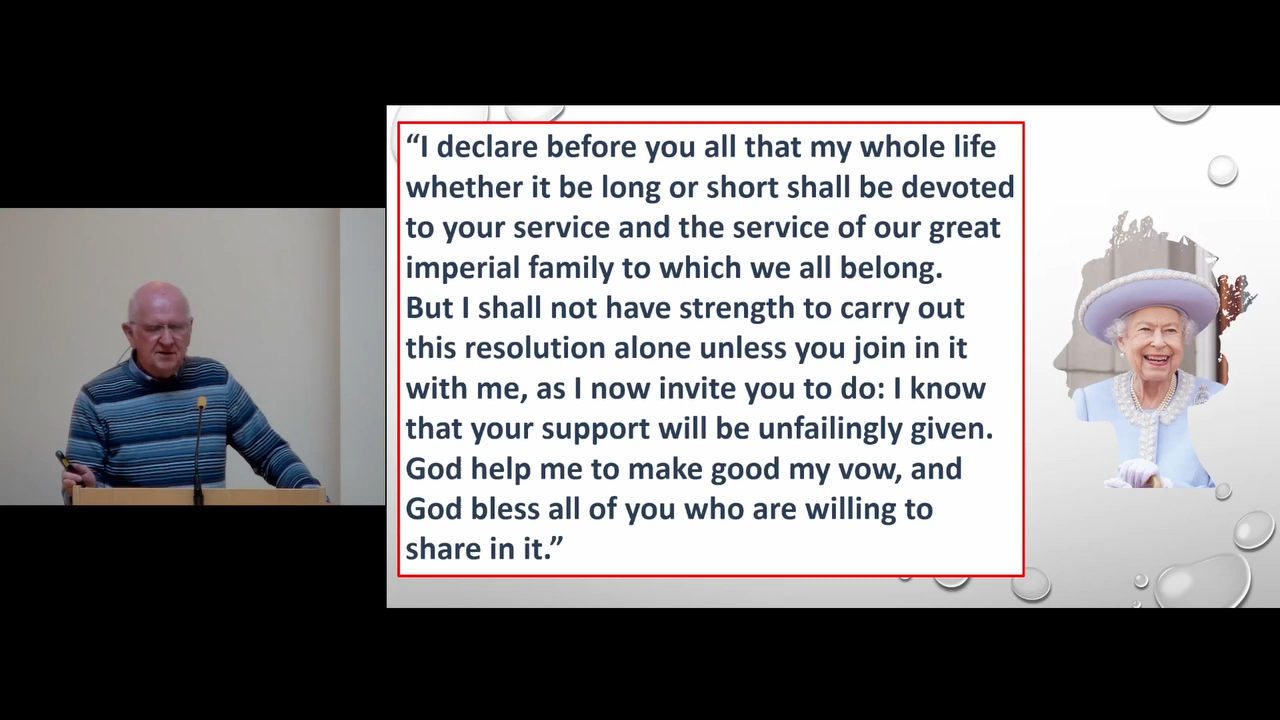 “I declare before you all that my whole life
whether it be long or short shall be devoted
to your service and the service of our great
imperial family to which we all belong.
But I shall not have strength to carry out
this resolution alone unless you join in it
with me, as I now invite you to do: I know
that your support will be unfailingly given.
God help me to make good my vow, and
God bless all of you who are willing to
share in it.”